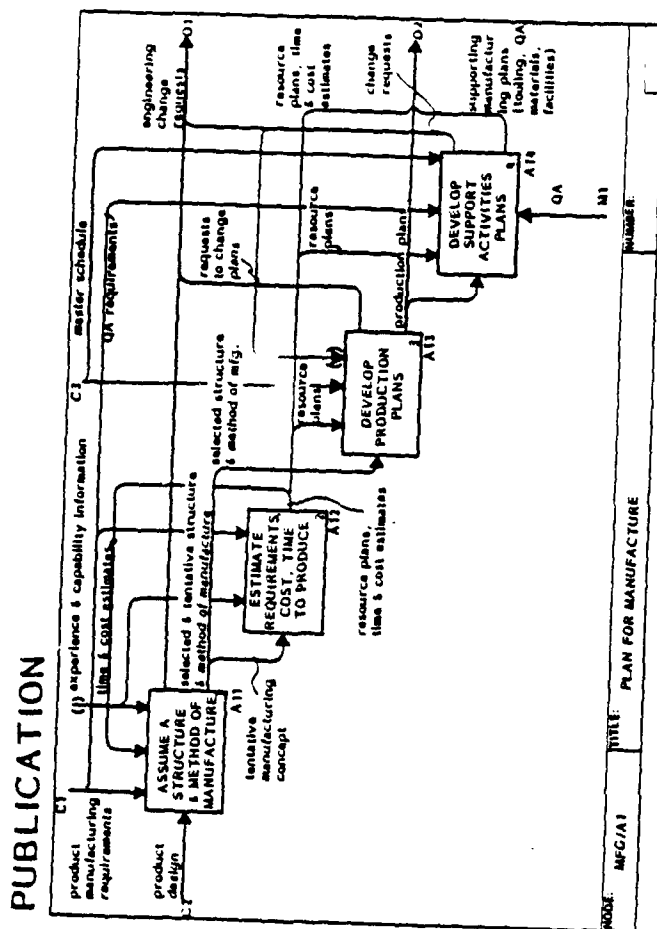 PUBLICATION
C1
product
manufacturing
requirements
experience & capability information
time & cost estimates
C3
master schedule
QA requirements
engineering
change
requests
O1
product
design
ASSUME A
STRUCTURE
& METHOD OF
MANUFACTURE
A11
selected & tentative structure
& method of manufacture
tentative
manufacturing
concept
ESTIMATE
REQUIREMENTS,
COST, TIME
TO PRODUCE
A12
resource plans,
time & cost estimates
selected structure
& method of mfg.
requests
to change
plans
resource
plans
DEVELOP
PRODUCTION
PLANS
A13
production plans
resource
plans
resource
plans, time
& cost
estimates
O2
change
requests
supporting
manufactur
ing plans
(tooling, QA
materials,
facilities)
DEVELOP
SUPPORT
ACTIVITIES
PLANS
A14
QA
M1
NODE:
MFG/A1
TITLE:
PLAN FOR MANUFACTURE
NUMBER: